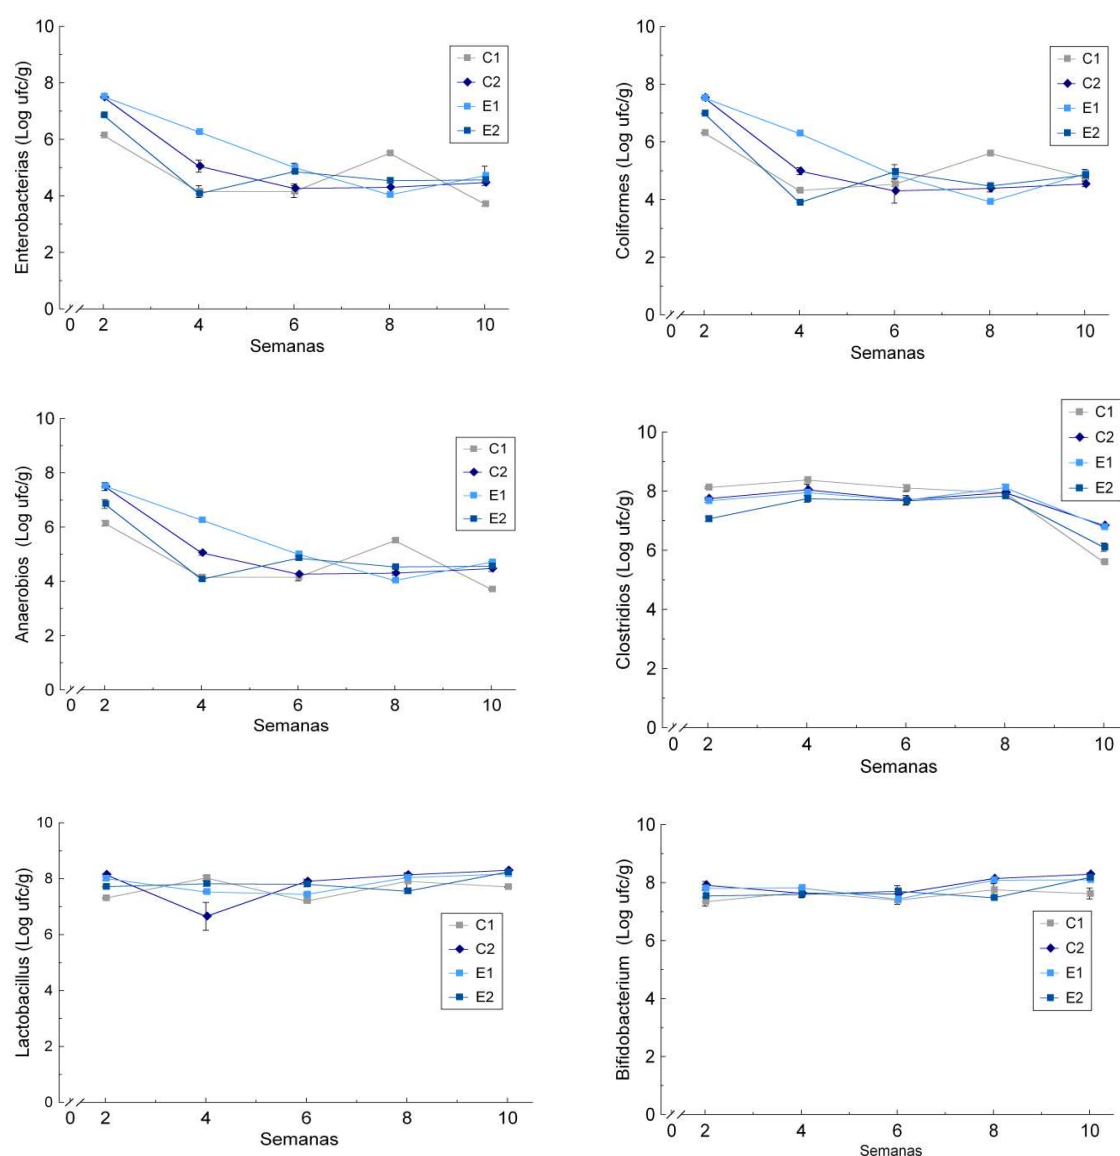 Enterobacterias (Log ufc/g)
10
8
6
4
2
0
0 2 4 6 8 10
Semanas
C1
C2
E1
E2
Coliformes (Log ufc/g)
10
8
6
4
2
0
0 2 4 6 8 10
Semanas
C1
C2
E1
E2
Anaerobios (Log ufc/g)
10
8
6
4
2
0
0 2 4 6 8 10
Semanas
C1
C2
E1
E2
Clostridios (Log ufc/g)
10
8
6
4
2
0
0 2 4 6 8 10
Semanas
C1
C2
E1
E2
Lactobacillus (Log ufc/g)
10
8
6
4
2
0
0 2 4 6 8 10
Semanas
C1
C2
E1
E2
Bifidobacterium (Log ufc/g)
10
8
6
4
2
0
0 2 4 6 8 10
Semanas
C1
C2
E1
E2